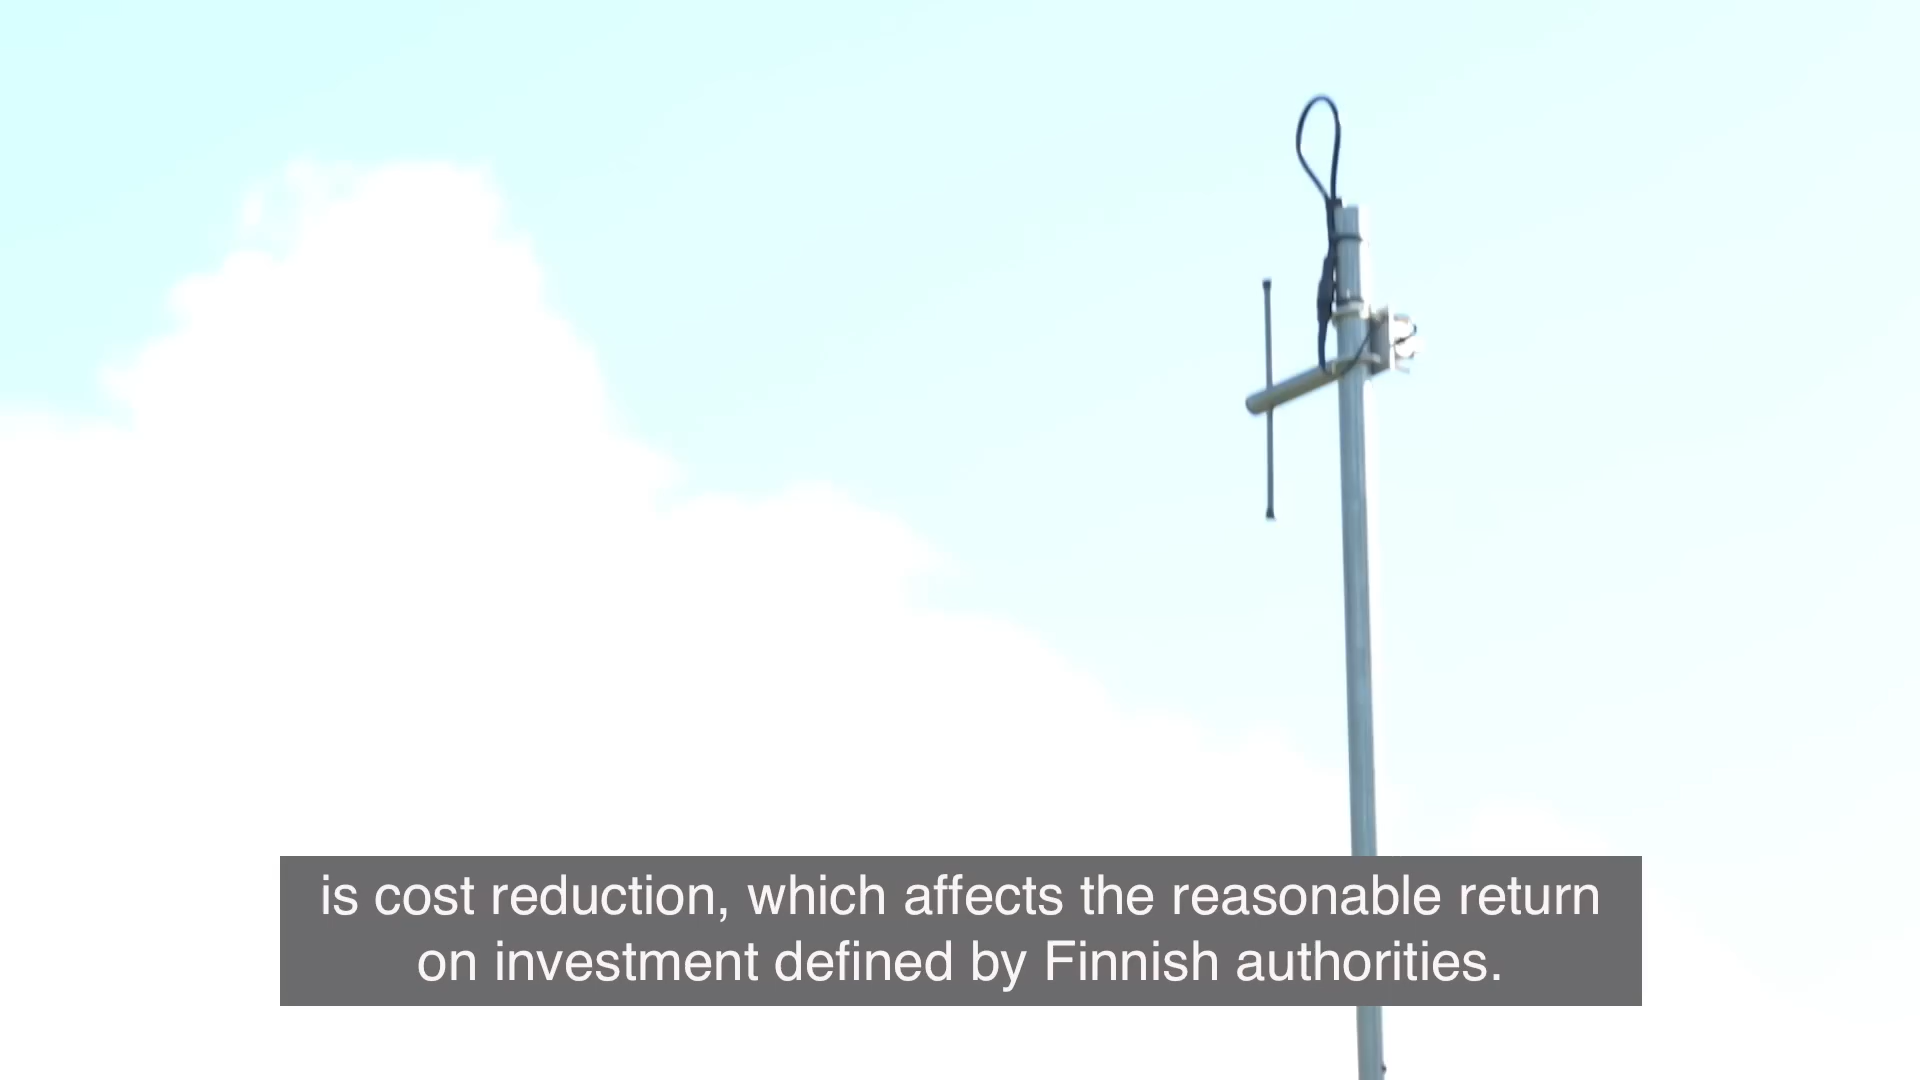 is cost reduction, which affects the reasonable return
on investment defined by Finnish authorities.